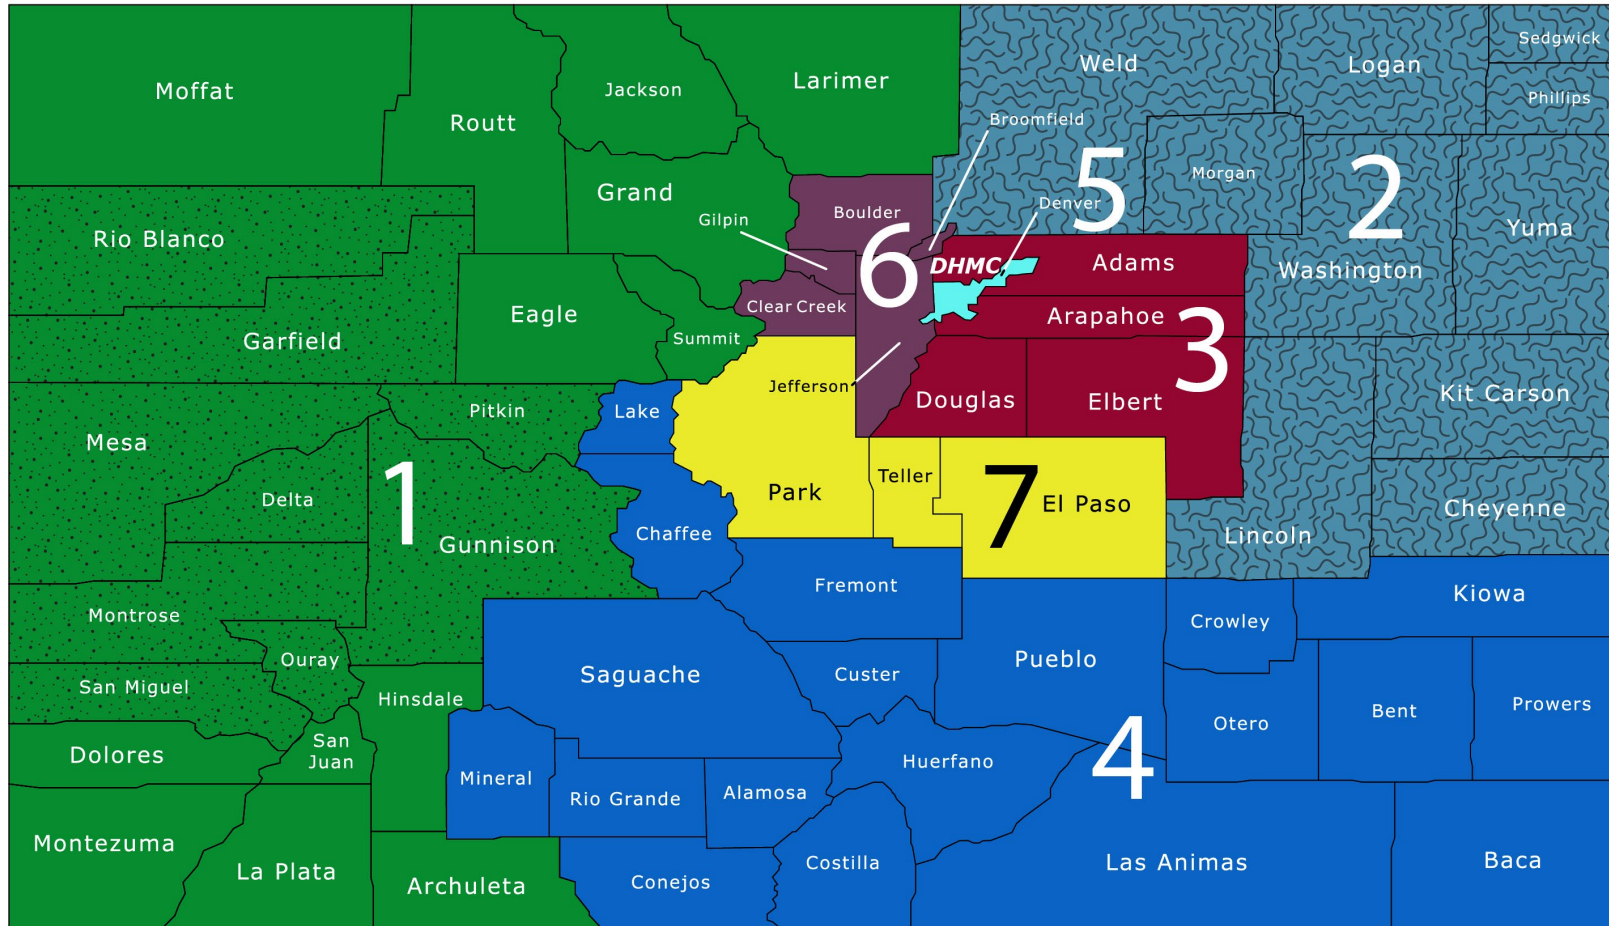 Moffat
Routt
Jackson
Larimer
Weld
Logan
Sedgwick
Phillips
Broomfield
Morgan
5
2
Denver
Yuma
Washington
Rio Blanco
Grand
Gilpin
Boulder
6
DHMC
Adams
Clear Creek
Arapahoe
3
Garfield
Eagle
Summit
Jefferson
Douglas
Elbert
Kit Carson
Mesa
Pitkin
Lake
Delta
1
Gunnison
Park
Teller
7
El Paso
Cheyenne
Lincoln
Chaffee
Fremont
Kiowa
Montrose
Ouray
San Miguel
Hinsdale
Saguache
Custer
Pueblo
Crowley
Otero
Bent
Prowers
Dolores
San
Juan
Mineral
Rio Grande
Alamosa
Huerfano
4
Montezuma
La Plata
Archuleta
Conejos
Costilla
Las Animas
Baca